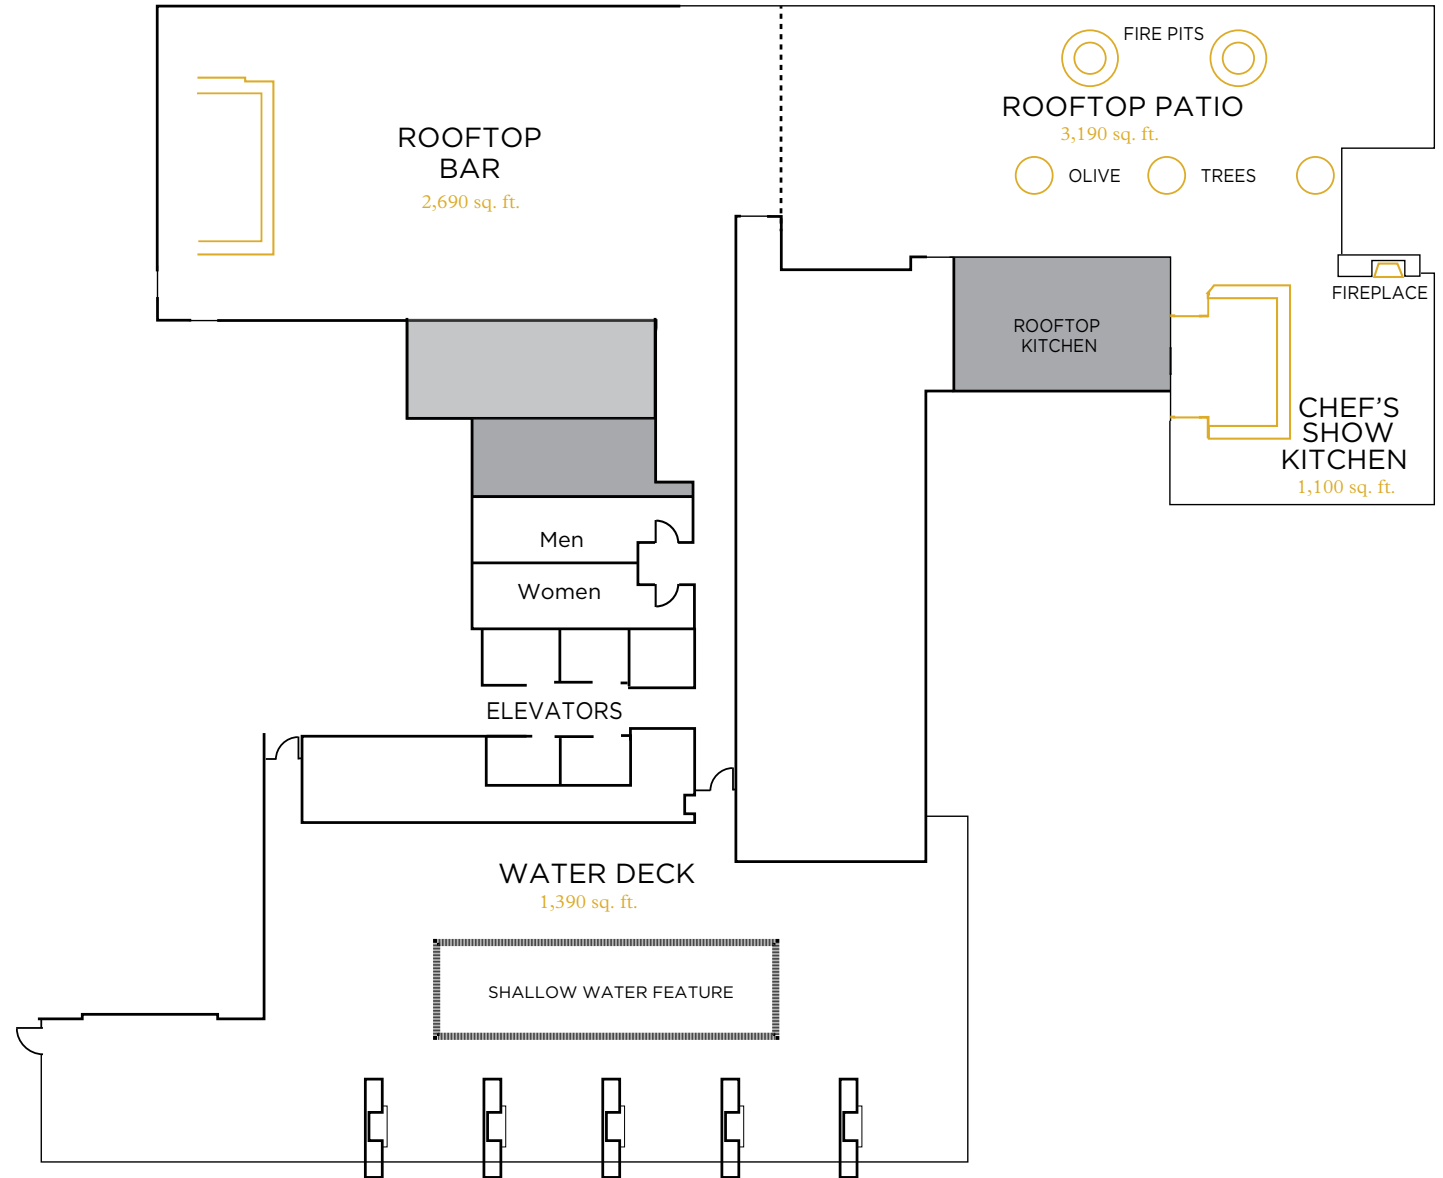 FIRE PITS
ROOFTOP PATIO
3,190 sq. ft.
ROOFTOP
BAR
2,690 sq. ft.
OLIVE TREES
FIREPLACE
ROOFTOP
KITCHEN
CHEF'S
SHOW
KITCHEN
1,100 sq. ft.
Men
Women
ELEVATORS
WATER DECK
1,390 sq. ft.
SHALLOW WATER FEATURE